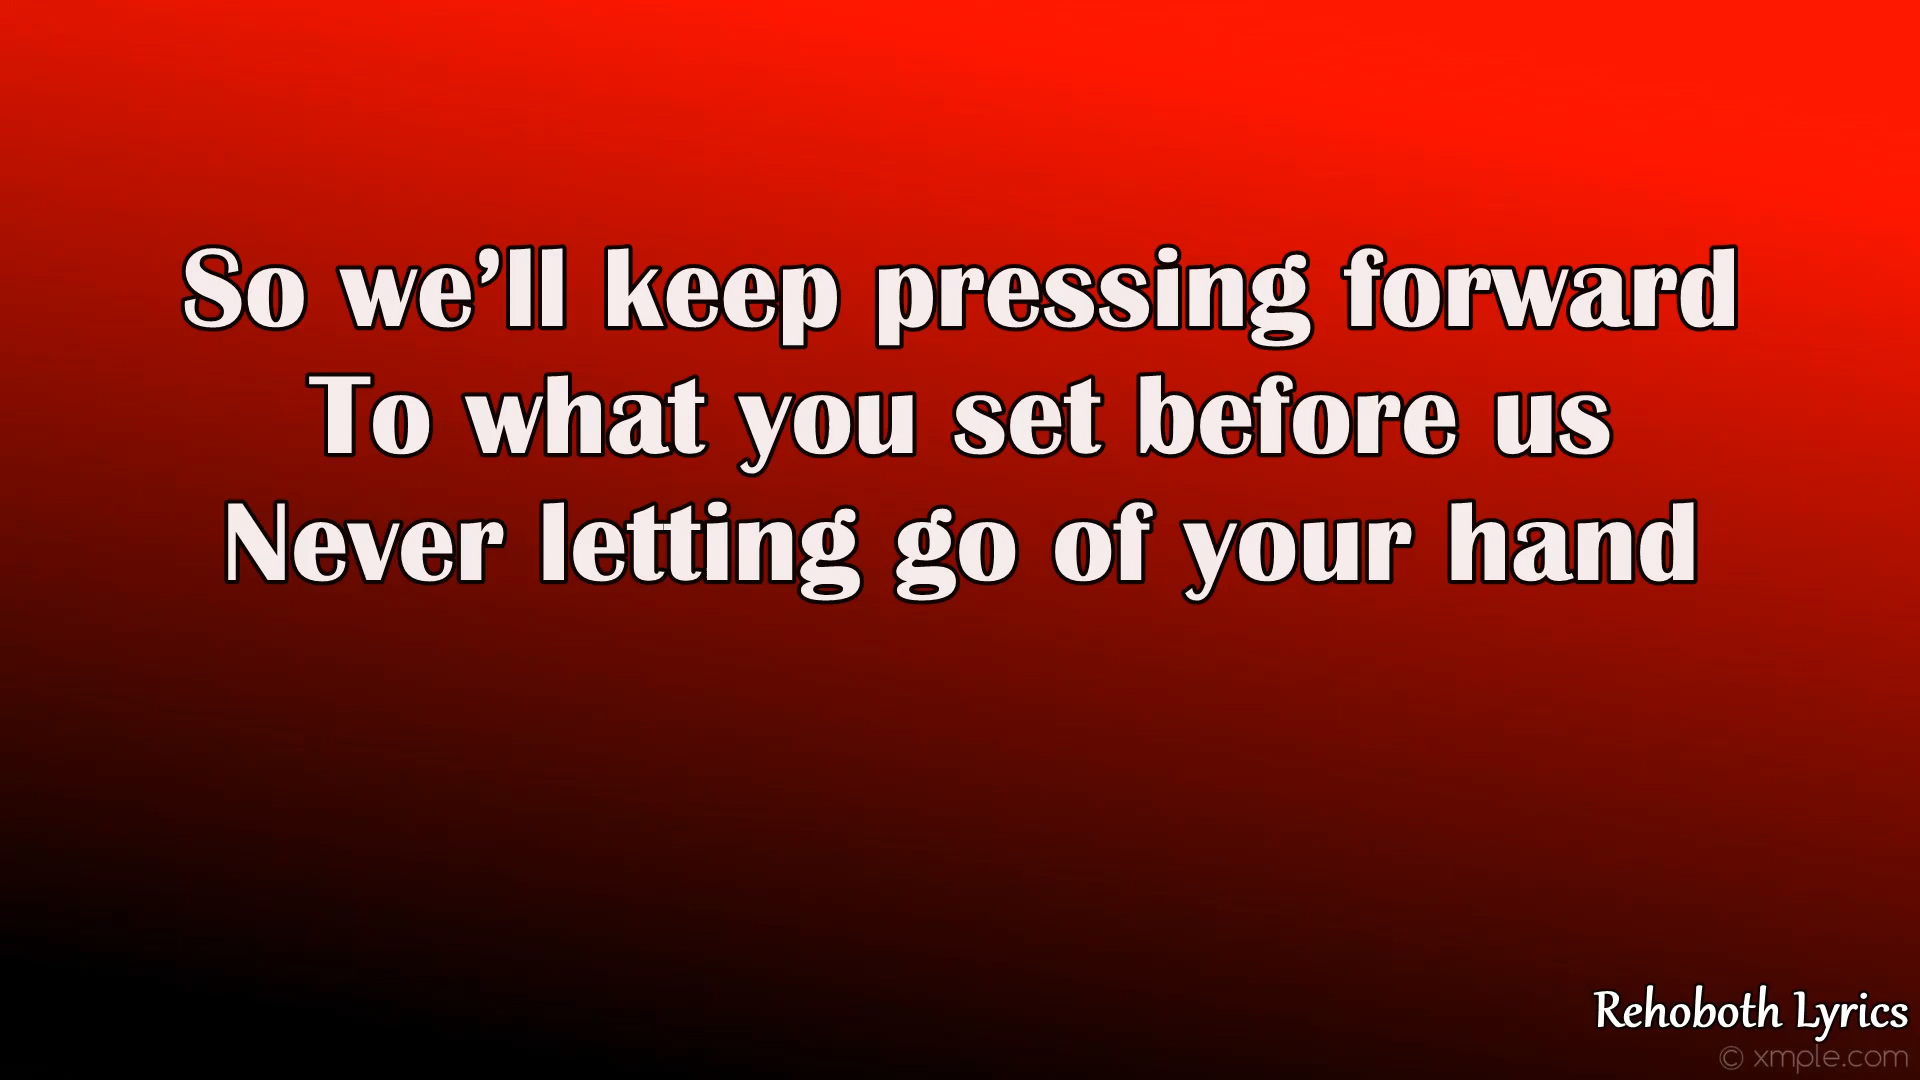 So we’ll keep pressing forward
To what you set before us
Never letting go of your hand
Rehoboth Lyrics
© xmple.com